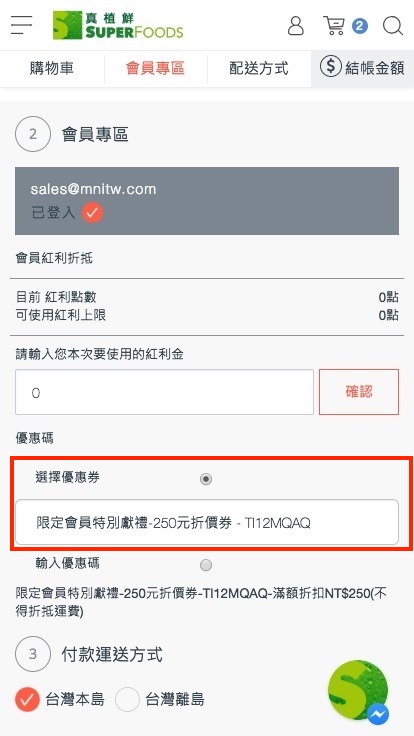 真植鮮
SUPERFOODS
2
購物車
會員專區
配送方式
$ 結帳金額
2 會員專區
sales@mnitw.com
已登入
會員紅利折抵
目前 紅利點數 0點
可使用紅利上限 0點
請輸入您本次要使用的紅利金
0
確認
優惠碼
選擇優惠券
限定會員特別獻禮-250元折價券 - TI12MQAQ
輸入優惠碼
限定會員特別獻禮-250元折價券-TI12MQAQ-滿額折扣NT$250(不
得折抵運費)
3 付款運送方式
台灣本島 台灣離島